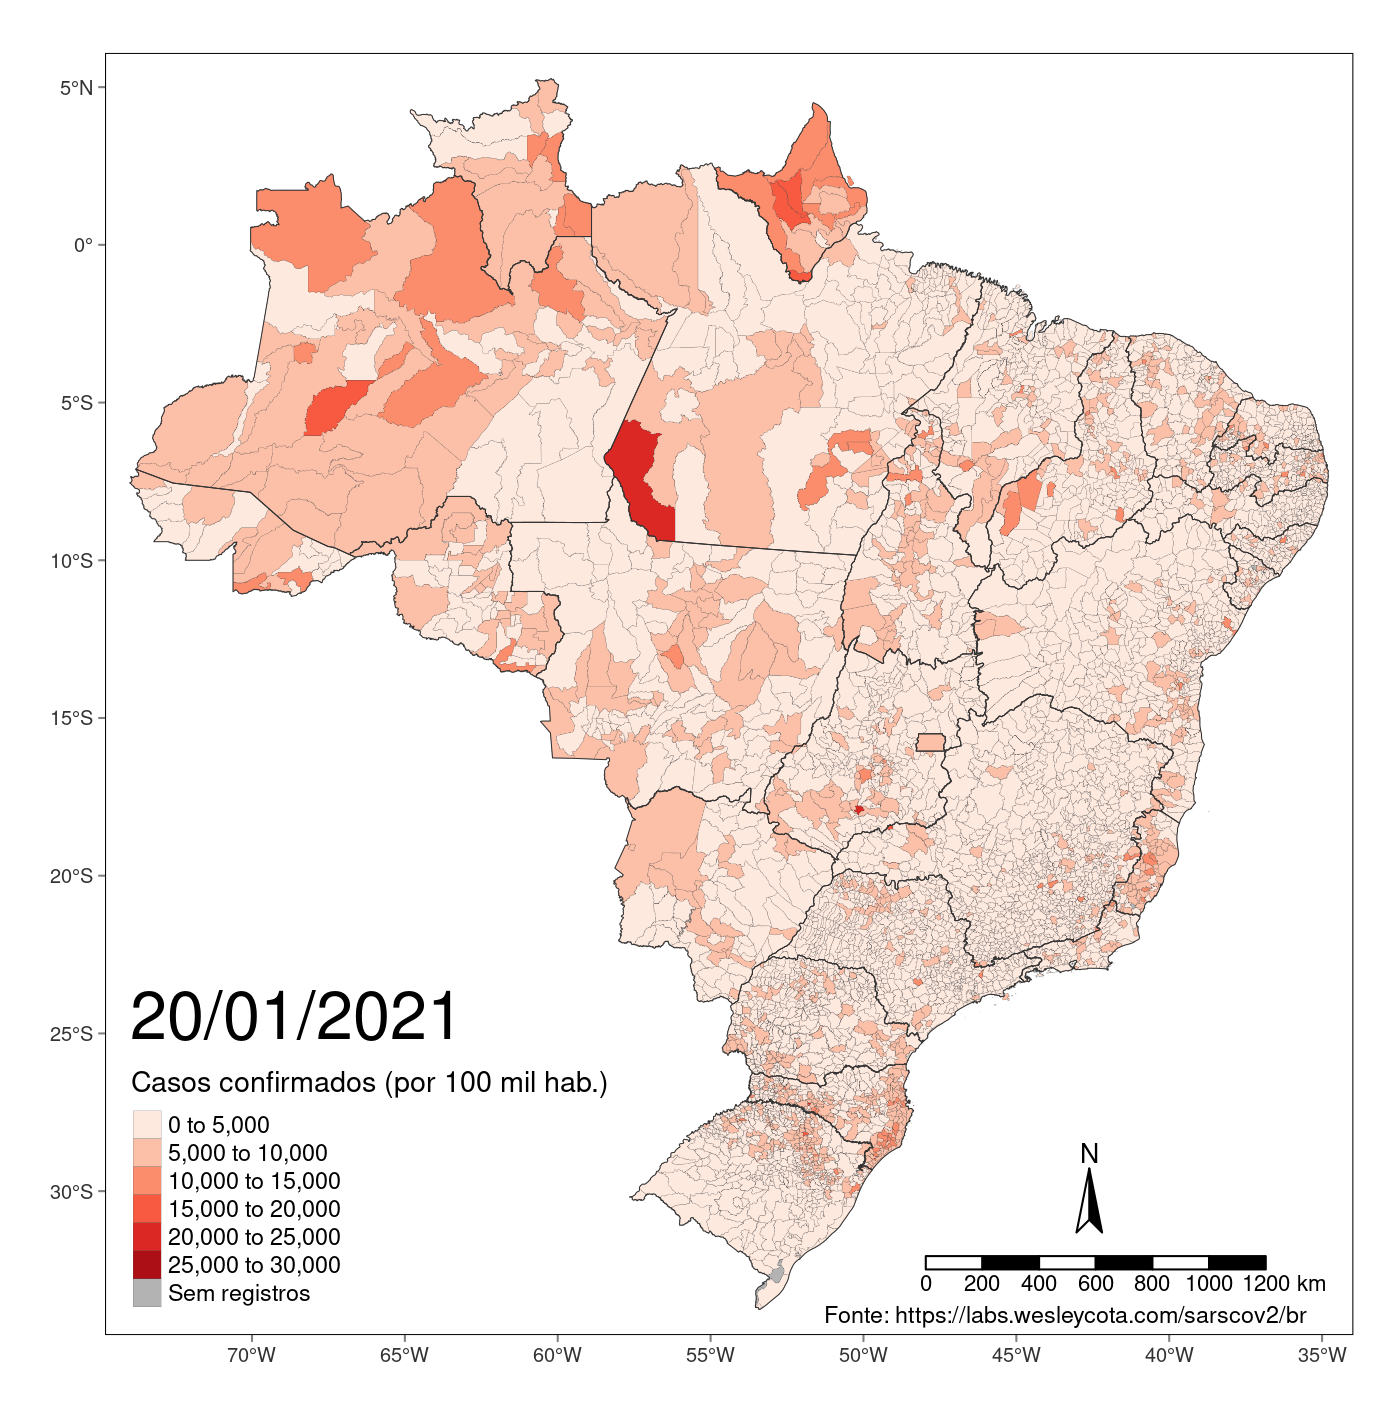 5°N
0°
5°S
10°S
15°S
20°S
25°S
30°S
20/01/2021
Casos confirmados (por 100 mil hab.)
0 to 5,000
5,000 to 10,000
10,000 to 15,000
15,000 to 20,000
20,000 to 25,000
25,000 to 30,000
Sem registros
N
0 200 400 600 800 1000 1200 km
Fonte: https://labs.wesleycota.com/sarscov2/br
70°W 65°W 60°W 55°W 50°W 45°W 40°W 35°W